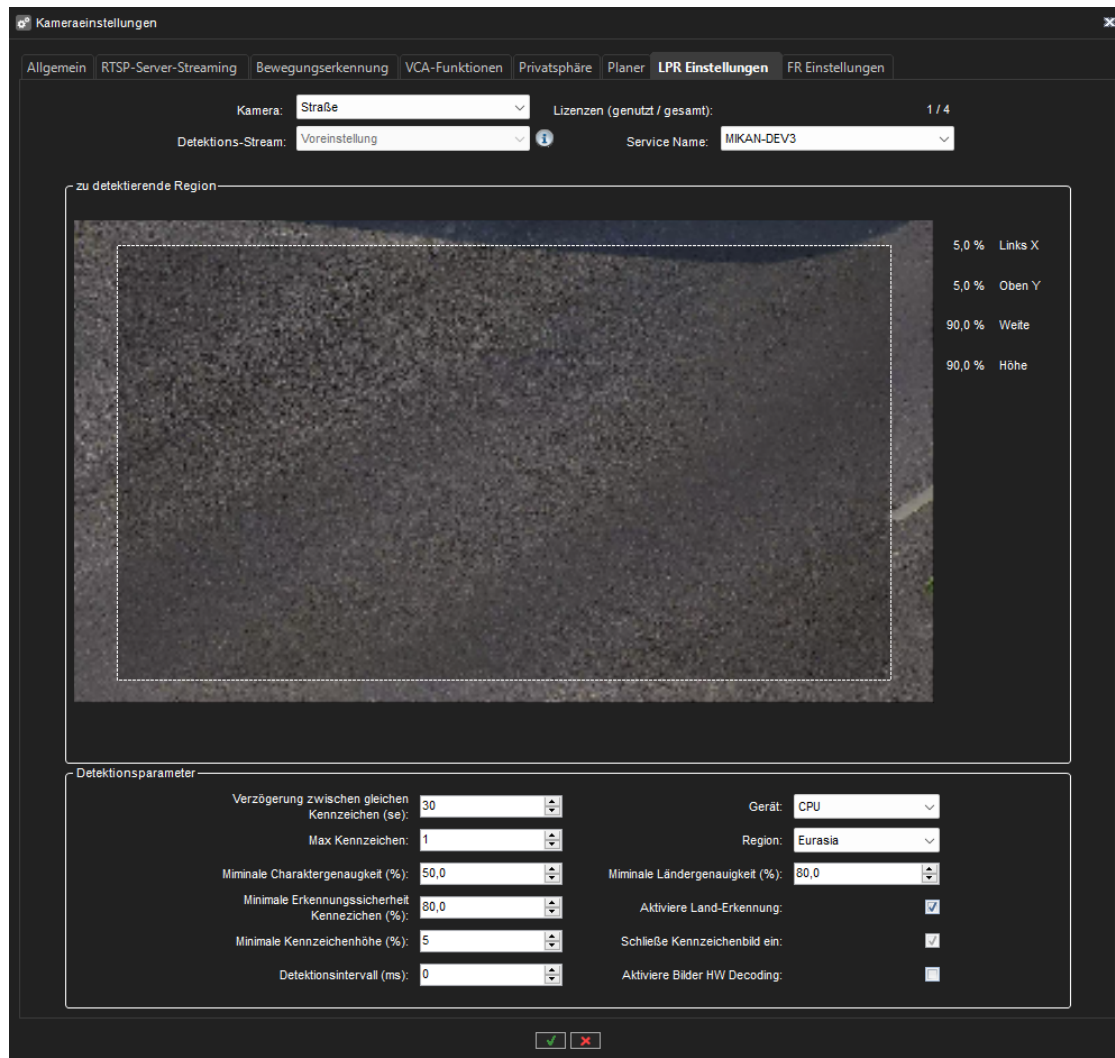 Kameraeinstellungen
Allgemein RTSP-Server-Streaming Bewegungserkennung VCA-Funktionen Privatsphäre Planer LPR Einstellungen FR Einstellungen
Kamera: Straße Lizenzen (genutzt / gesamt): 1 / 4
Detektions-Stream: Voreinstellung Service Name: MIKAN-DEV3
zu detektierende Region
5,0 % Links X
5,0 % Oben Y
90,0 % Weite
90,0 % Höhe
Detektionsparameter
Verzögerung zwischen gleichen
Kennzeichen (se): 30 Gerät: CPU
Max Kennzeichen: 1 Region: Eurasia
Miminale Charaktergenaugkeit (%): 50,0 Miminale Ländergenauigkeit (%): 80,0
Minimale Erkennungssicherheit
Kennezichen (%): 80,0 Aktiviere Land-Erkennung:
Minimale Kennzeichenhöhe (%): 5 Schließe Kennzeichenbild ein:
Detektionsintervall (ms): 0 Aktiviere Bilder HW Decoding: